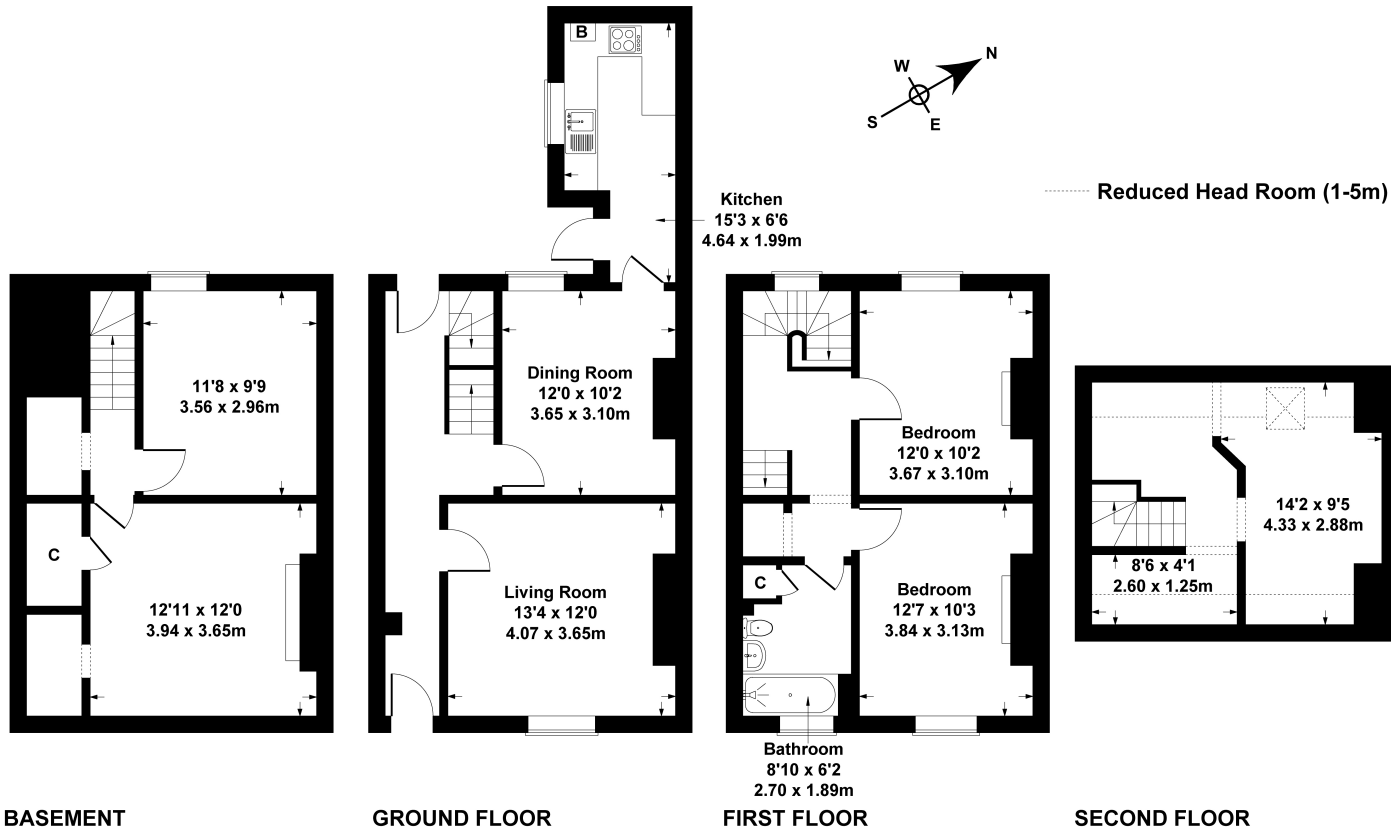 B
W
N
S
E
Reduced Head Room (1-5m)
Kitchen
15'3 x 6'6
4.64 x 1.99m
11'8 x 9'9
3.56 x 2.96m
C
12'11 x 12'0
3.94 x 3.65m
Dining Room
12'0 x 10'2
3.65 x 3.10m
Living Room
13'4 x 12'0
4.07 x 3.65m
Bedroom
12'0 x 10'2
3.67 x 3.10m
C
Bedroom
12'7 x 10'3
3.84 x 3.13m
Bathroom
8'10 x 6'2
2.70 x 1.89m
14'2 x 9'5
4.33 x 2.88m
8'6 x 4'1
2.60 x 1.25m
BASEMENT
GROUND FLOOR
FIRST FLOOR
SECOND FLOOR